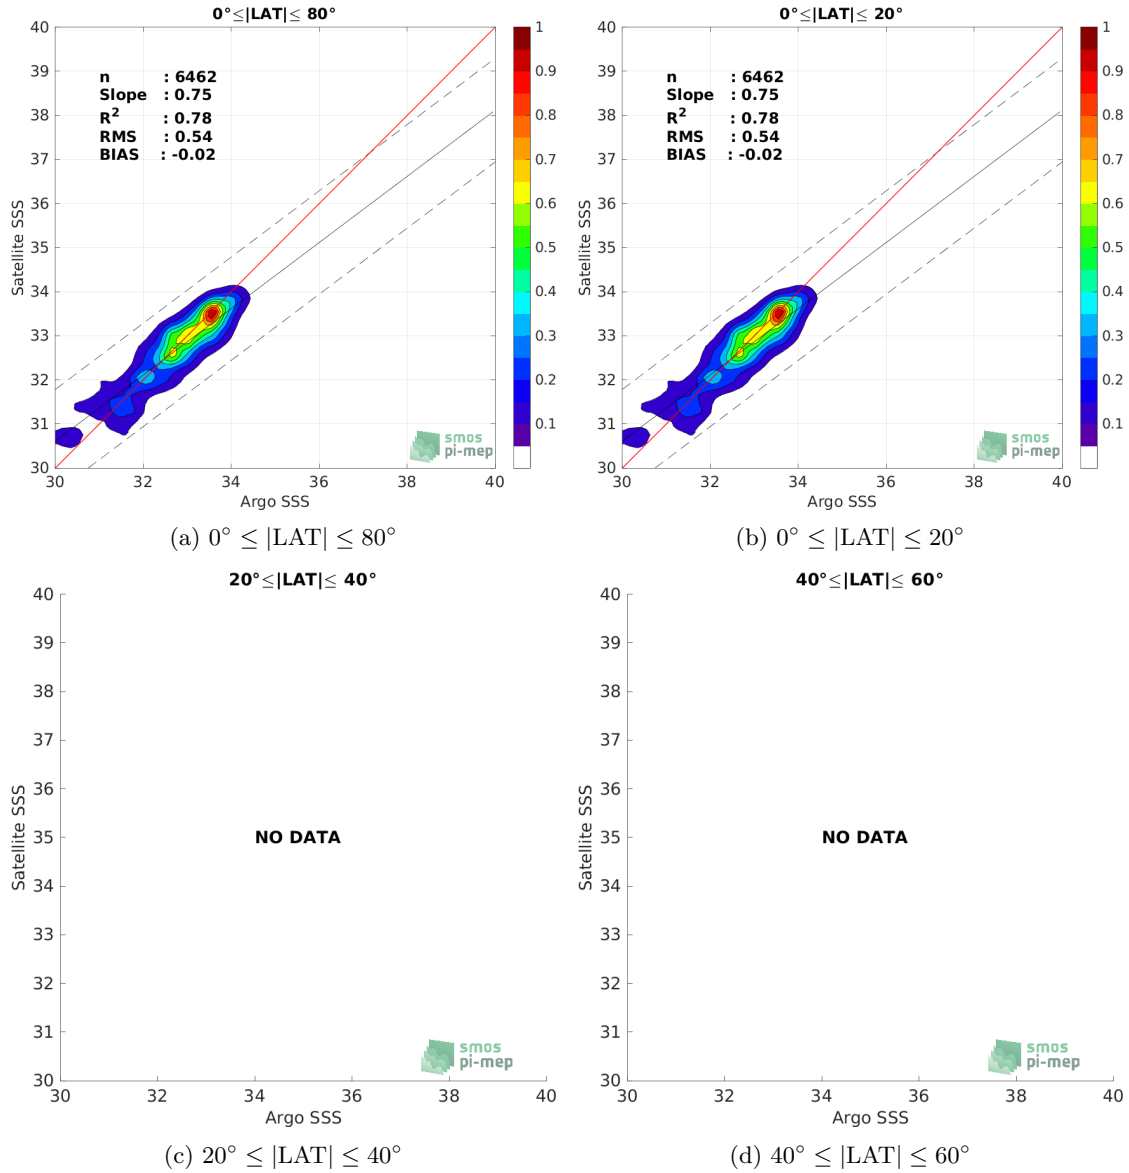 0°≤|LAT|≤ 80°
40
39
38
37
36
35
34
33
32
31
30
Satellite SSS
n : 6462
Slope : 0.75
R² : 0.78
RMS : 0.54
BIAS : -0.02
smos
pi-mep
30 32 34 36 38 40
Argo SSS
1
0.9
0.8
0.7
0.6
0.5
0.4
0.3
0.2
0.1
(a) 0° ≤ |LAT| ≤ 80°
0°≤|LAT|≤ 20°
40
39
38
37
36
35
34
33
32
31
30
Satellite SSS
n : 6462
Slope : 0.75
R² : 0.78
RMS : 0.54
BIAS : -0.02
smos
pi-mep
30 32 34 36 38 40
Argo SSS
1
0.9
0.8
0.7
0.6
0.5
0.4
0.3
0.2
0.1
(b) 0° ≤ |LAT| ≤ 20°
20°≤|LAT|≤ 40°
40
39
38
37
36
35
34
33
32
31
30
Satellite SSS
NO DATA
smos
pi-mep
30 32 34 36 38 40
Argo SSS
(c) 20° ≤ |LAT| ≤ 40°
40°≤|LAT|≤ 60°
40
39
38
37
36
35
34
33
32
31
30
Satellite SSS
NO DATA
smos
pi-mep
30 32 34 36 38 40
Argo SSS
(d) 40° ≤ |LAT| ≤ 60°